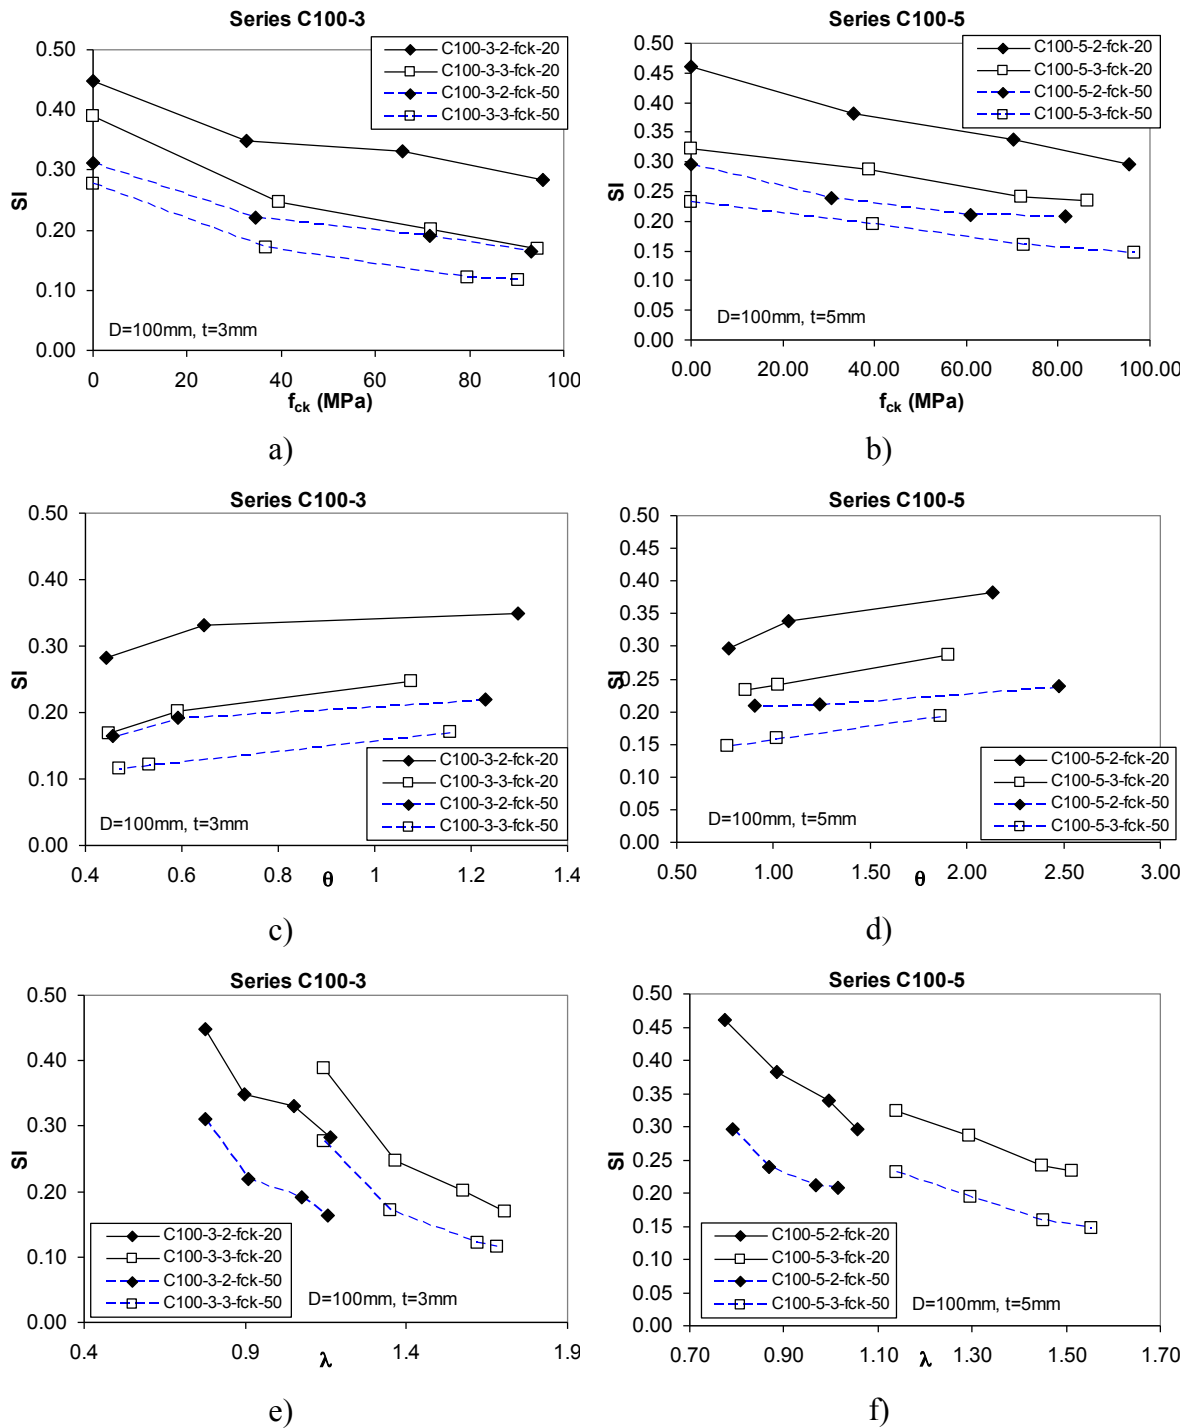 Series C100-3
0.50
0.40
0.30
0.20
0.10
0.00
SI
0 20 40 60 80 100
fck (MPa)
C100-3-2-fck-20
C100-3-3-fck-20
C100-3-2-fck-50
C100-3-3-fck-50
D=100mm, t=3mm
a)
Series C100-5
0.50
0.45
0.40
0.35
0.30
0.25
0.20
0.15
0.10
0.05
0.00
SI
0.00 20.00 40.00 60.00 80.00 100.00
fck (MPa)
C100-5-2-fck-20
C100-5-3-fck-20
C100-5-2-fck-50
C100-5-3-fck-50
D=100mm, t=5mm
b)
Series C100-3
0.50
0.40
0.30
0.20
0.10
0.00
SI
0.4 0.6 0.8 1 1.2 1.4
θ
C100-3-2-fck-20
C100-3-3-fck-20
C100-3-2-fck-50
C100-3-3-fck-50
D=100mm, t=3mm
c)
Series C100-5
0.50
0.45
0.40
0.35
0.30
0.25
0.20
0.15
0.10
0.05
0.00
SI
0.50 1.00 1.50 2.00 2.50 3.00
θ
C100-5-2-fck-20
C100-5-3-fck-20
C100-5-2-fck-50
C100-5-3-fck-50
D=100mm, t=5mm
d)
Series C100-3
0.50
0.40
0.30
0.20
0.10
0.00
SI
0.4 0.9 1.4 1.9
λ
C100-3-2-fck-20
C100-3-3-fck-20
C100-3-2-fck-50
C100-3-3-fck-50
D=100mm, t=3mm
e)
Series C100-5
0.50
0.45
0.40
0.35
0.30
0.25
0.20
0.15
0.10
0.05
0.00
SI
0.70 0.90 1.10 1.30 1.50 1.70
λ
C100-5-2-fck-20
C100-5-3-fck-20
C100-5-2-fck-50
C100-5-3-fck-50
D=100mm, t=5mm
f)